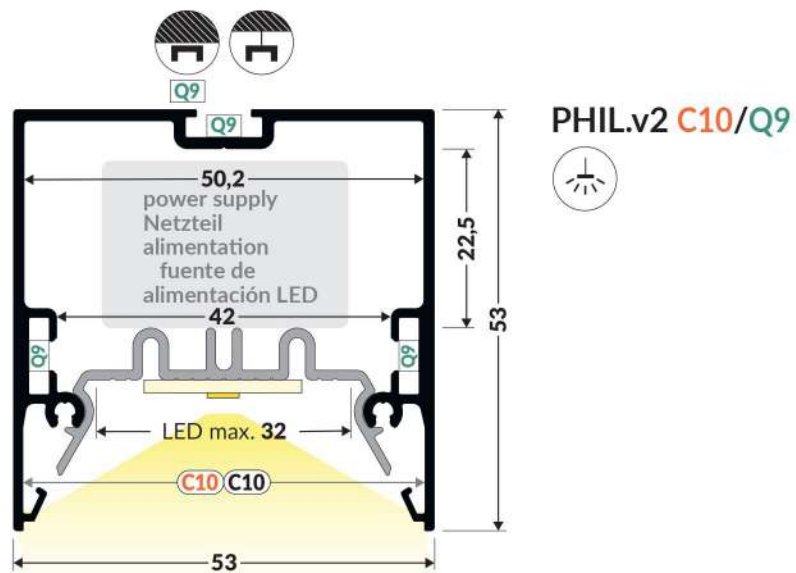 Q9
Q9
PHIL.v2 C10/Q9
50,2
power supply
Netzteil
alimentation
fuente de
alimentación LED
22,5
53
42
Q9
Q9
LED max. 32
C10 C10
53